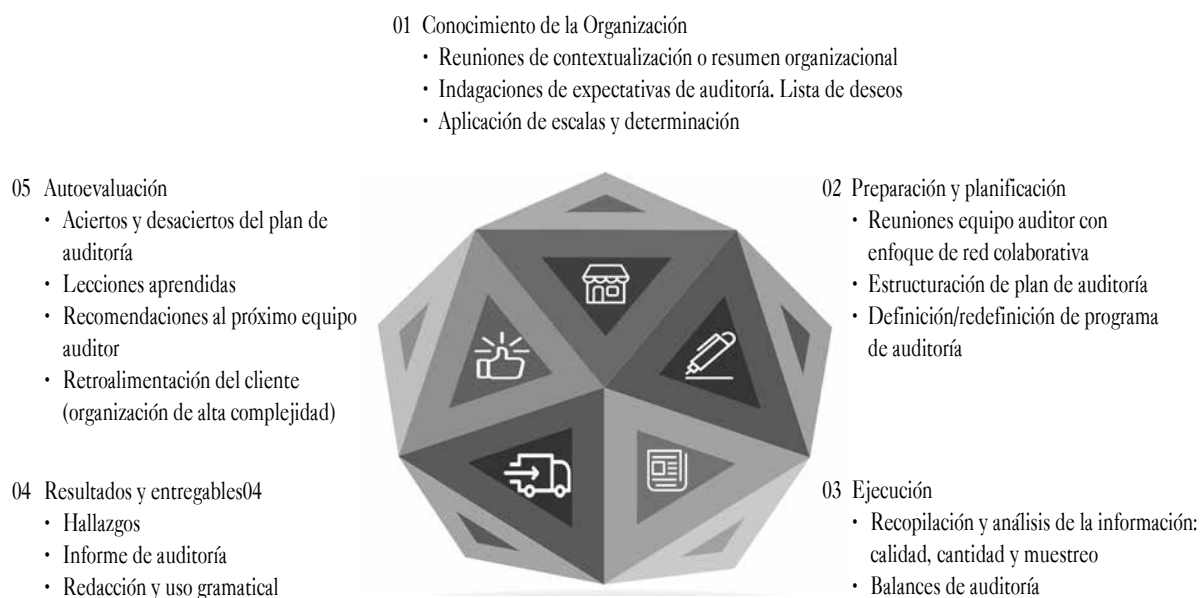 01 Conocimiento de la Organización
• Reuniones de contextualización o resumen organizacional
• Indagaciones de expectativas de auditoría. Lista de deseos
• Aplicación de escalas y determinación
02 Preparación y planificación
• Reuniones equipo auditor con
enfoque de red colaborativa
• Estructuración de plan de auditoría
• Definición/redefinición de programa
de auditoría
03 Ejecución
• Recopilación y análisis de la información:
calidad, cantidad y muestreo
• Balances de auditoría
04 Resultados y entregables04
• Hallazgos
• Informe de auditoría
• Redacción y uso gramatical
05 Autoevaluación
• Aciertos y desaciertos del plan de
auditoría
• Lecciones aprendidas
• Recomendaciones al próximo equipo
auditor
• Retroalimentación del cliente
(organización de alta complejidad)